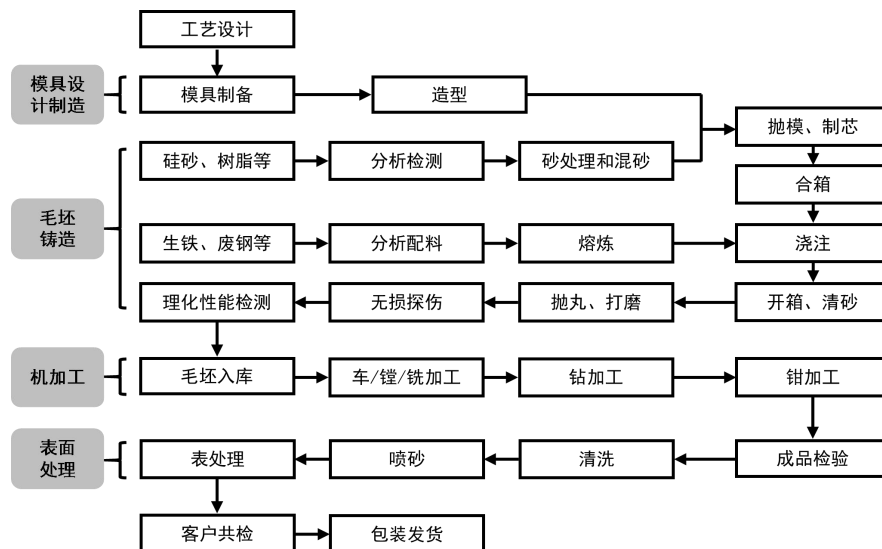 工艺设计
模具设
计制造
模具制备
造型
抛模、制芯
硅砂、树脂等
分析检测
砂处理和混砂
合箱
毛坯
铸造
生铁、废钢等
分析配料
熔炼
浇注
理化性能检测
无损探伤
抛丸、打磨
开箱、清砂
机加工
毛坯入库
车/镗/铣加工
钻加工
钳加工
表面
处理
表处理
喷砂
清洗
成品检验
客户共检
包装发货